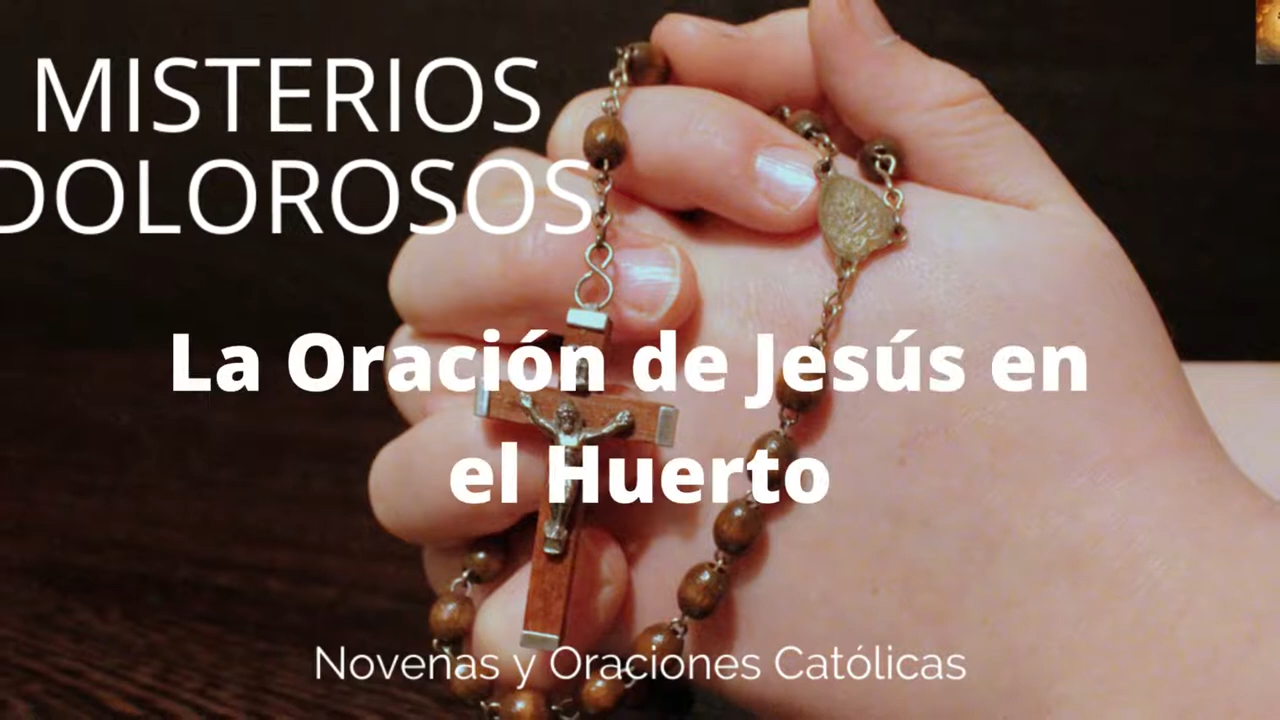 MISTERIOS
DOLOROSOS
La Oración de Jesús en
el Huerto
Novenas y Oraciones Católicas